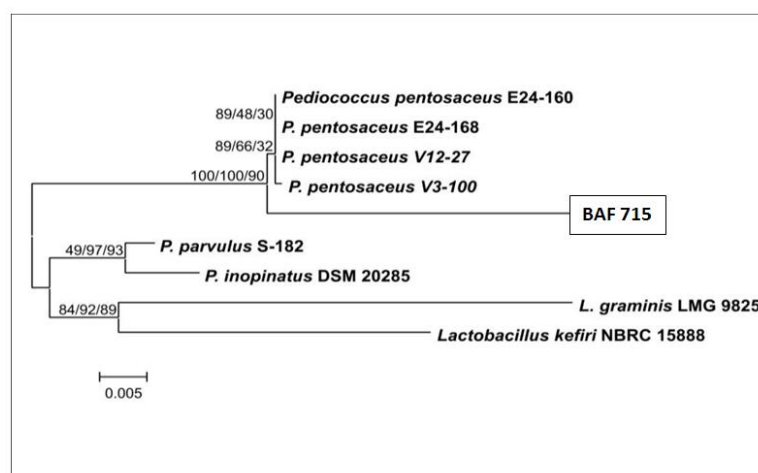 Pediococcus pentosaceus E24-160
89/48/30
P. pentosaceus E24-168
89/66/32
P. pentosaceus V12-27
100/100/90
P. pentosaceus V3-100
BAF 715
49/97/93
P. parvulus S-182
P. inopinatus DSM 20285
84/92/89
L. graminis LMG 9825
Lactobacillus kefiri NBRC 15888
0.005